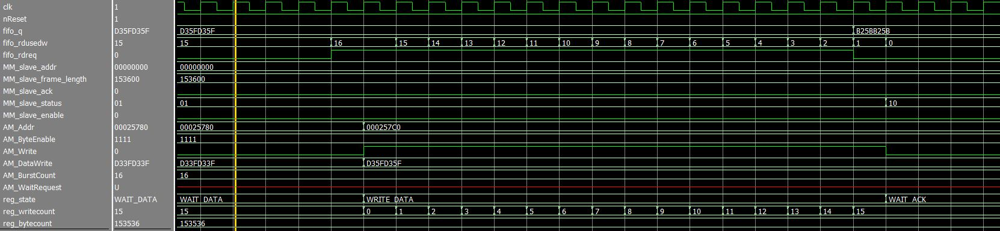 clk 1
nReset 1
fifo_q D35FD35F D35FD35F B25BB25B
fifo_rdusedw 15 15 16 15 14 13 12 11 10 9 8 7 6 5 4 3 2 1 0
fifo_rdreq 0
MM_slave_addr 00000000 00000000
MM_slave_frame_length 153600 153600
MM_slave_ack 0
MM_slave_status 01 01 10
MM_slave_enable 0
AM_Addr 00025780 00025780 000257C0
AM_ByteEnable 1111 1111
AM_Write 0
AM_DataWrite D33FD33F D33FD33F D35FD35F
AM_BurstCount 16 16
AM_WaitRequest U
reg_state WAIT_DATA WAIT_DATA WRITE_DATA WAIT_ACK
reg_writecount 15 15 0 1 2 3 4 5 6 7 8 9 10 11 12 13 14 15
reg_bytecount 153536 153536